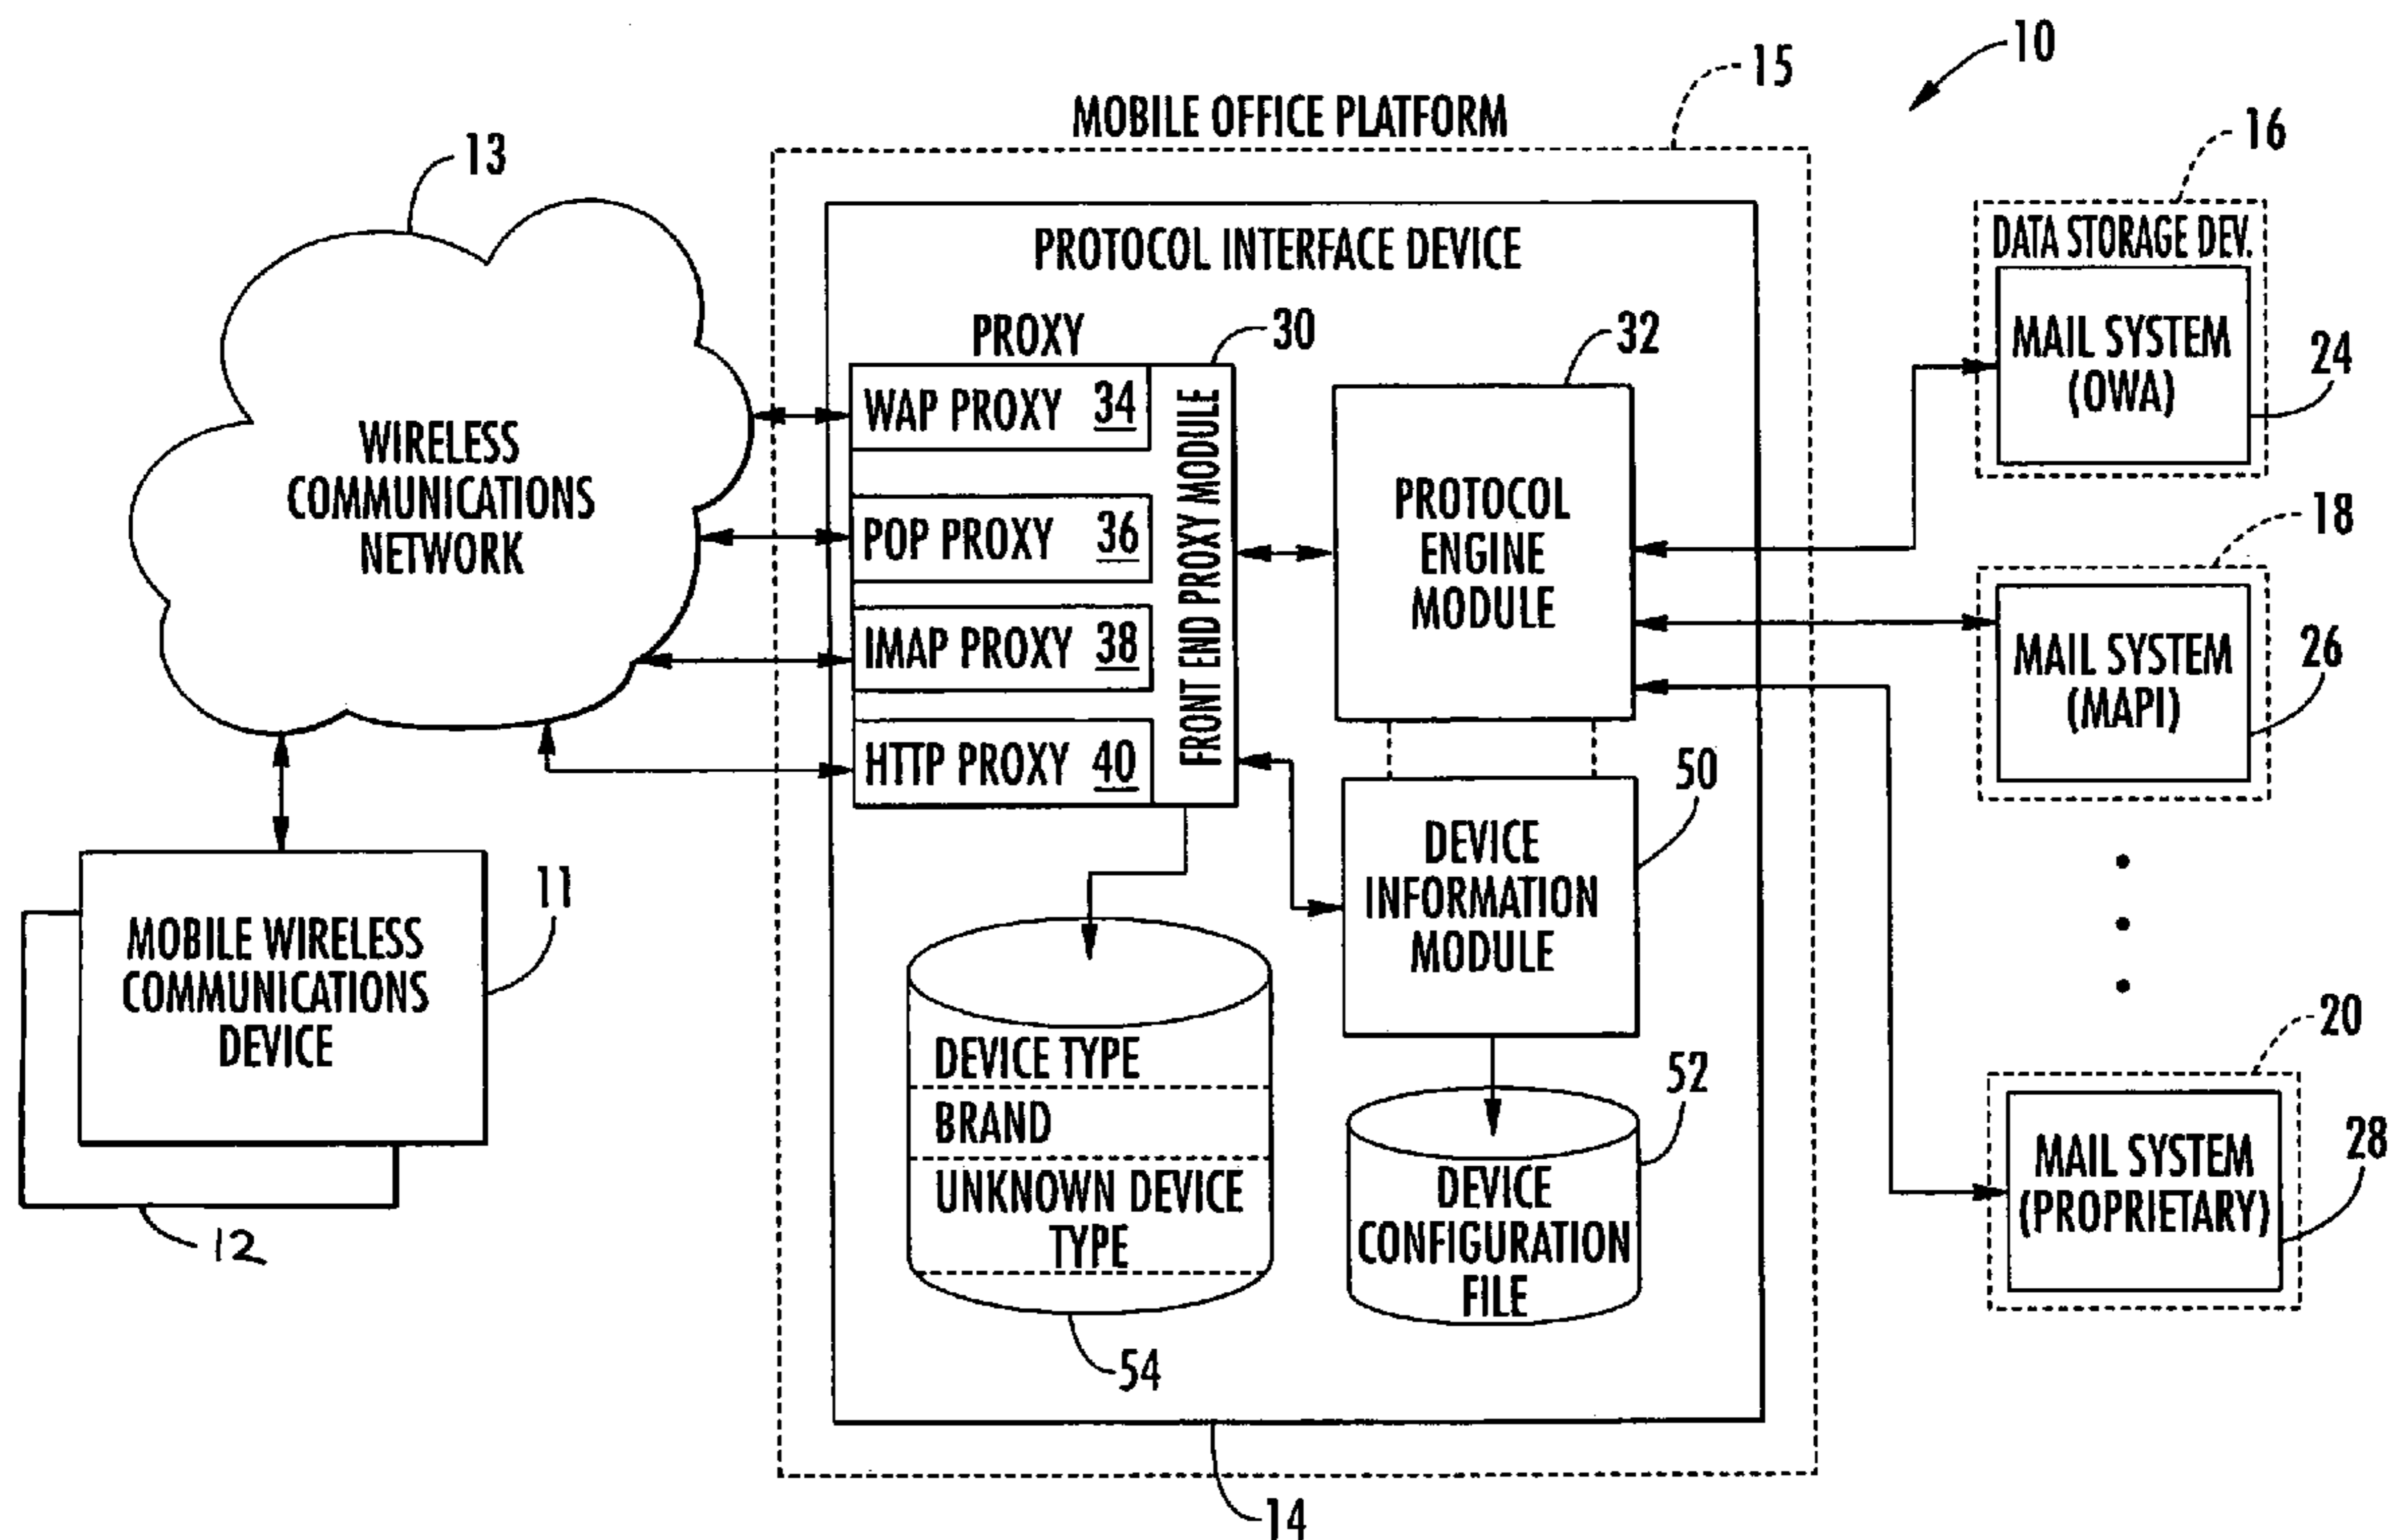 10
15
MOBILE OFFICE PLATFORM
16
13
DATA STORAGE DEV.
PROTOCOL INTERFACE DEVICE
MAIL SYSTEM
(OWA)
24
PROXY
30
32
WAP PROXY 34
POP PROXY 36
IMAP PROXY 38
HTTP PROXY 40
FRONT END PROXY MODULE
WIRELESS
COMMUNICATIONS
NETWORK
PROTOCOL
ENGINE
MODULE
18
MAIL SYSTEM
(MAPI)
26
50
DEVICE
INFORMATION
MODULE
11
MOBILE WIRELESS
COMMUNICATIONS
DEVICE
12
DEVICE TYPE
BRAND
UNKNOWN DEVICE
TYPE
54
52
DEVICE
CONFIGURATION
FILE
20
MAIL SYSTEM
(PROPRIETARY)
28
14